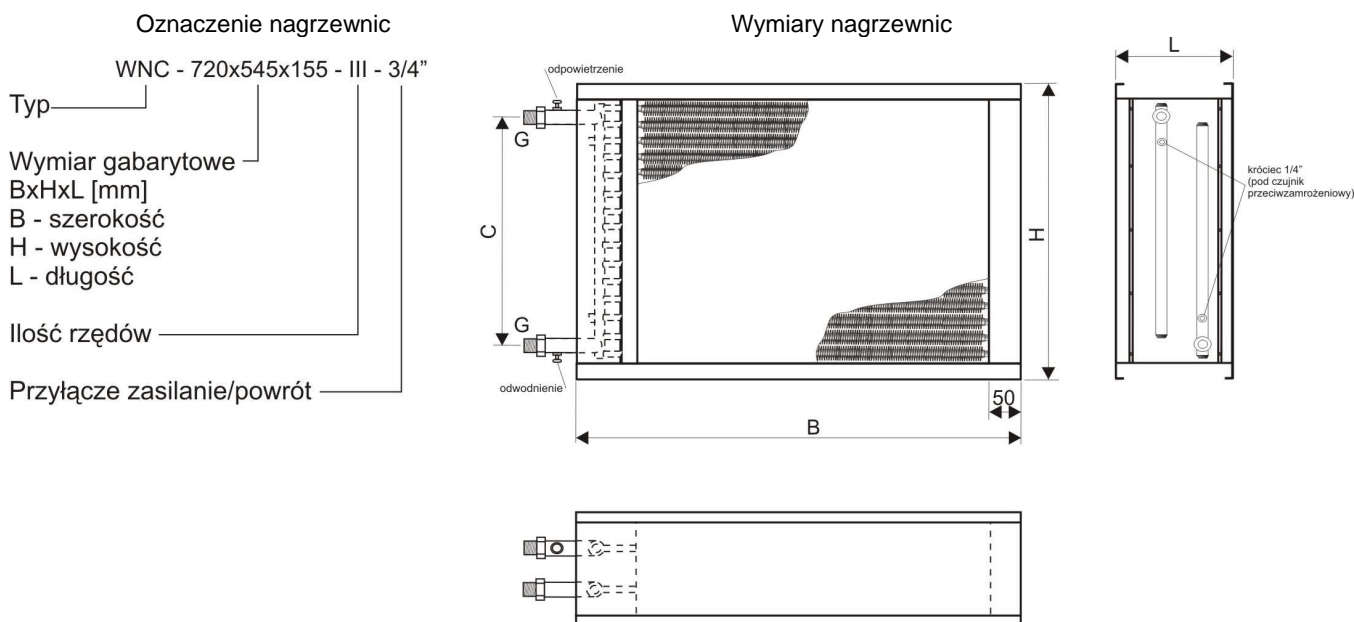 Oznaczenie nagrzewnic
WNC - 720x545x155 - III - 3/4”
Typ
Wymiar gabarytowe
BxHxL [mm]
B - szerokość
H - wysokość
L - długość
Ilość rzędów
Przyłącze zasilanie/powrót
Wymiary nagrzewnic
odpowietrzenie
G
C
G
odwodnienie
H
50
B
L
króciec 1/4”
(pod czujnik
przeciwzamrożeniowy)